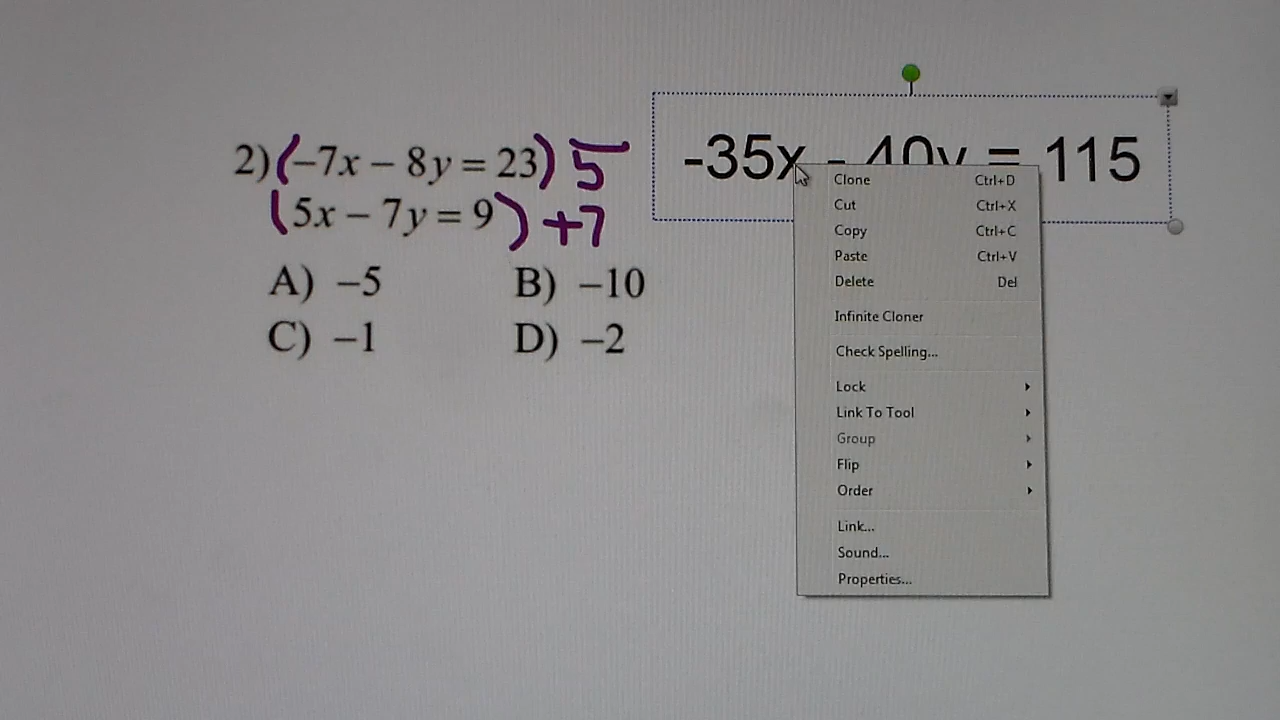 2) (–7x – 8y = 23) 5
(5x – 7y = 9) +7
A) –5 B) –10
C) –1 D) –2
-35x - 40y = 115
Clone Ctrl+D
Cut Ctrl+X
Copy Ctrl+C
Paste Ctrl+V
Delete Del
Infinite Cloner
Check Spelling...
Lock
Link To Tool
Group
Flip
Order
Link...
Sound...
Properties...